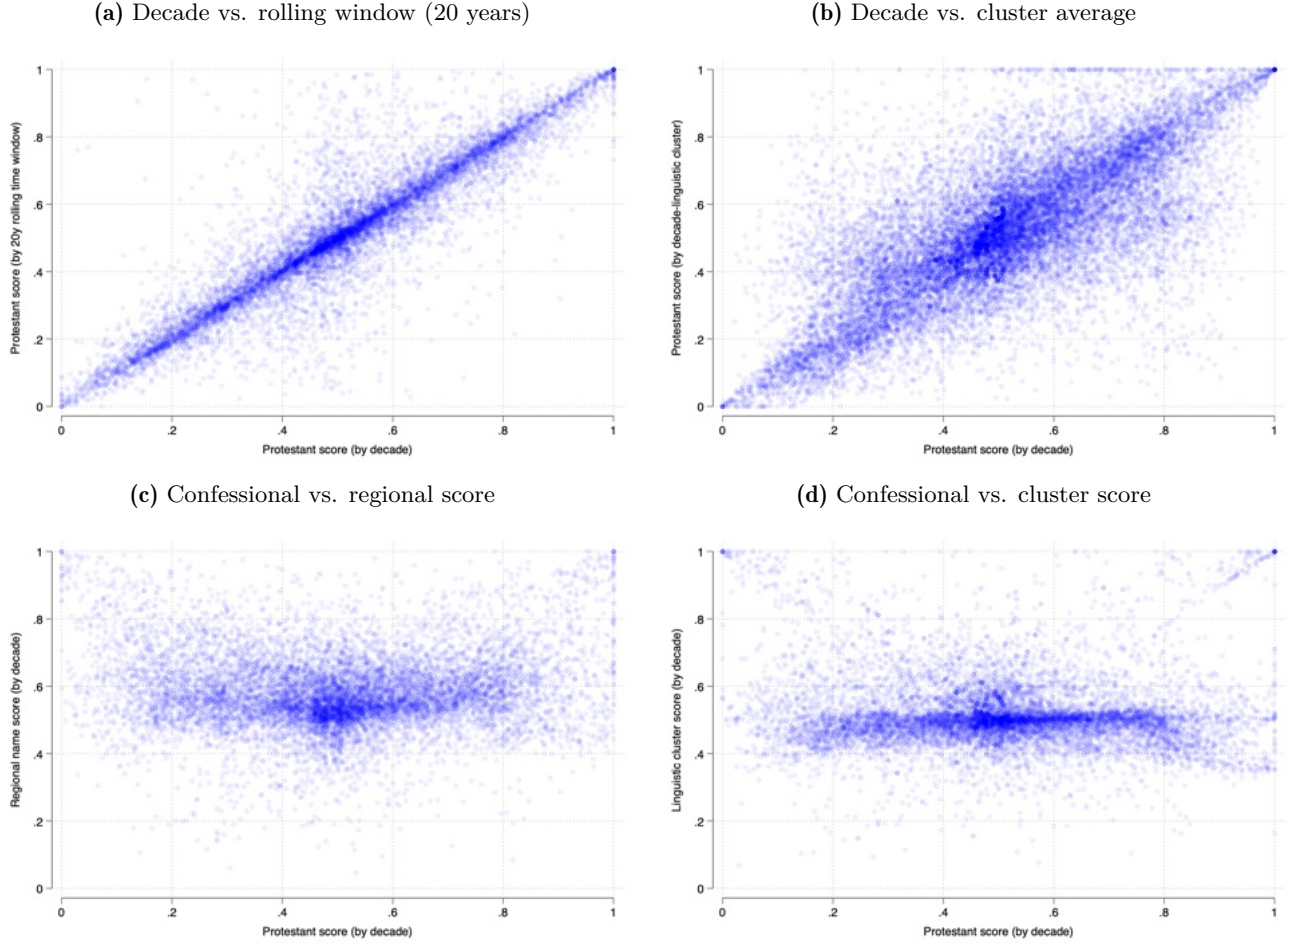 (a) Decade vs. rolling window (20 years)
1
.8
.6
.4
.2
0
Protestant score (by 20y rolling time window)
0 .2 .4 .6 .8 1
Protestant score (by decade)
(b) Decade vs. cluster average
1
.8
.6
.4
.2
0
Protestant score (by decade-linguistic cluster)
0 .2 .4 .6 .8 1
Protestant score (by decade)
(c) Confessional vs. regional score
1
.8
.6
.4
.2
0
Regional name score (by decade)
0 .2 .4 .6 .8 1
Protestant score (by decade)
(d) Confessional vs. cluster score
1
.8
.6
.4
.2
0
Linguistic cluster score (by decade)
0 .2 .4 .6 .8 1
Protestant score (by decade)